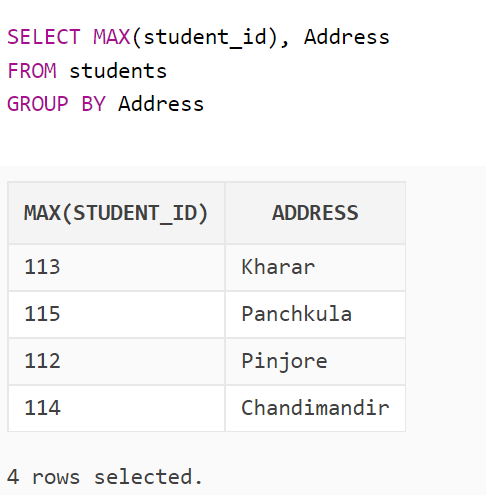 SELECT MAX(student_id), Address
FROM students
GROUP BY Address
MAX(STUDENT_ID) ADDRESS
113 Kharar
115 Panchkula
112 Pinjore
114 Chandimandir
4 rows selected.